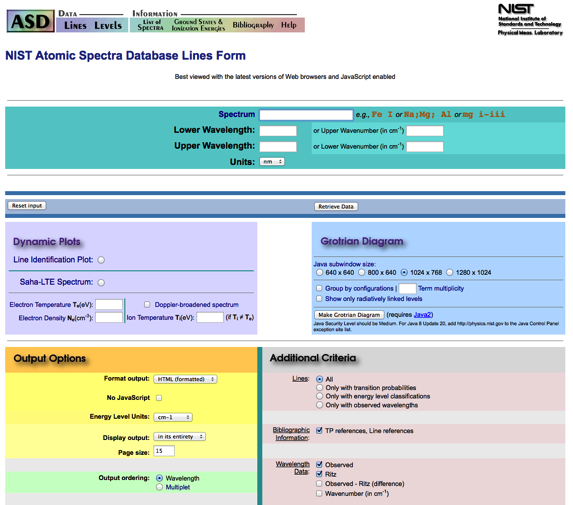 ASD
DATA
LINES LEVELS
INFORMATION
List of SPECTRA
GROUND STATES & IONIZATION ENERGIES
Bibliography
Help
NIST
National Institute of
Standards and Technology
Physical Meas. Laboratory
NIST Atomic Spectra Database Lines Form
Best viewed with the latest versions of Web browsers and JavaScript enabled
Spectrum e.g., Fe I or Na;Mg; Al or mg i-iii
Lower Wavelength: or Upper Wavenumber (in cm-1)
Upper Wavelength: or Lower Wavenumber (in cm-1)
Units: nm
Reset input
Retrieve Data
Dynamic Plots
Line Identification Plot:
Saha-LTE Spectrum:
Electron Temperature Te(eV): Doppler-broadened spectrum
Electron Density Ne(cm-3): Ion Temperature Ti(eV): (if Ti ≠ Te)
Grotrian Diagram
Java subwindow size:
640 x 640 800 x 640 1024 x 768 1280 x 1024
Group by configurations | Term multiplicity
Show only radiatively linked levels
Make Grotrian Diagram (requires Java2)
Java Security Level should be Medium. For Java 8 Update 20, add http://physics.nist.gov to the Java Control Panel
exception site list.
Output Options
Format output: HTML (formatted)
No JavaScript
Energy Level Units: cm-1
Display output: in its entirety
Page size: 15
Output ordering: Wavelength
Multiplet
Additional Criteria
Lines: All
Only with transition probabilities
Only with energy level classifications
Only with observed wavelengths
Bibliographic
Information: TP references, Line references
Wavelength
Data: Observed
Ritz
Observed - Ritz (difference)
Wavenumber (in cm-1)